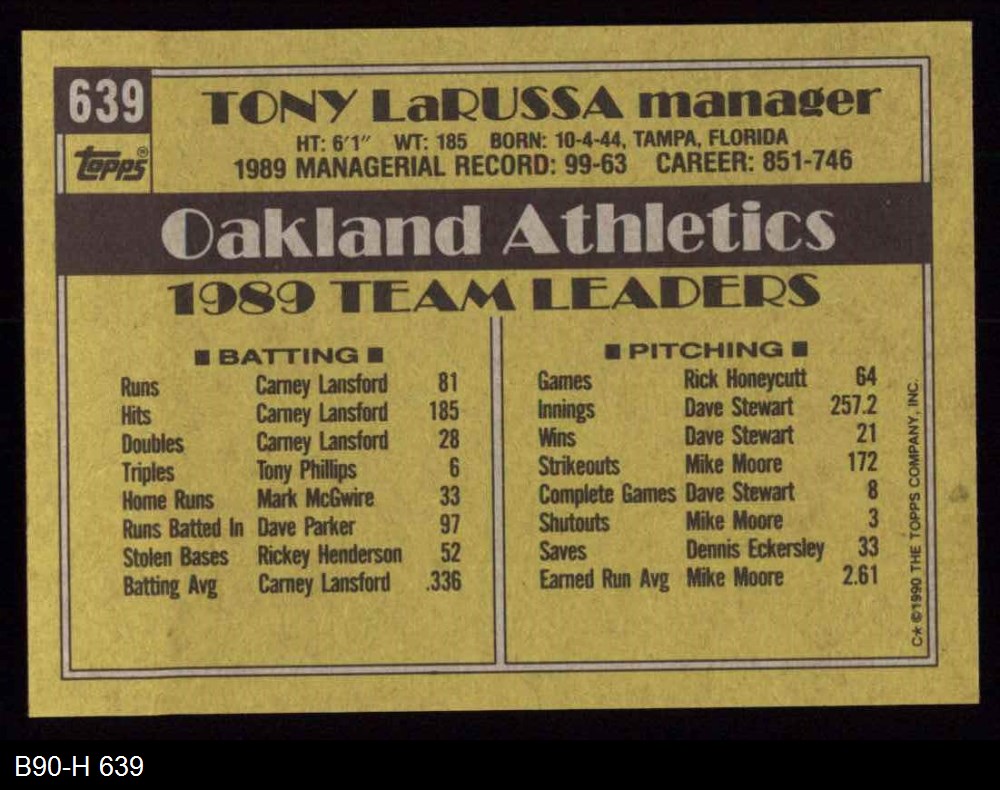 639
TONY LaRUSSA manager
HT: 6'1" WT: 185 BORN: 10-4-44, TAMPA, FLORIDA
Topps®
1989 MANAGERIAL RECORD: 99-63 CAREER: 851-746
Oakland Athletics
1989 TEAM LEADERS
■ BATTING ■
Runs Carney Lansford 81
Hits Carney Lansford 185
Doubles Carney Lansford 28
Triples Tony Phillips 6
Home Runs Mark McGwire 33
Runs Batted In Dave Parker 97
Stolen Bases Rickey Henderson 52
Batting Avg Carney Lansford .336
■ PITCHING ■
Games Rick Honeycutt 64
Innings Dave Stewart 257.2
Wins Dave Stewart 21
Strikeouts Mike Moore 172
Complete Games Dave Stewart 8
Shutouts Mike Moore 3
Saves Dennis Eckersley 33
Earned Run Avg Mike Moore 2.61
C* ©1990 THE TOPPS COMPANY, INC.
B90-H 639